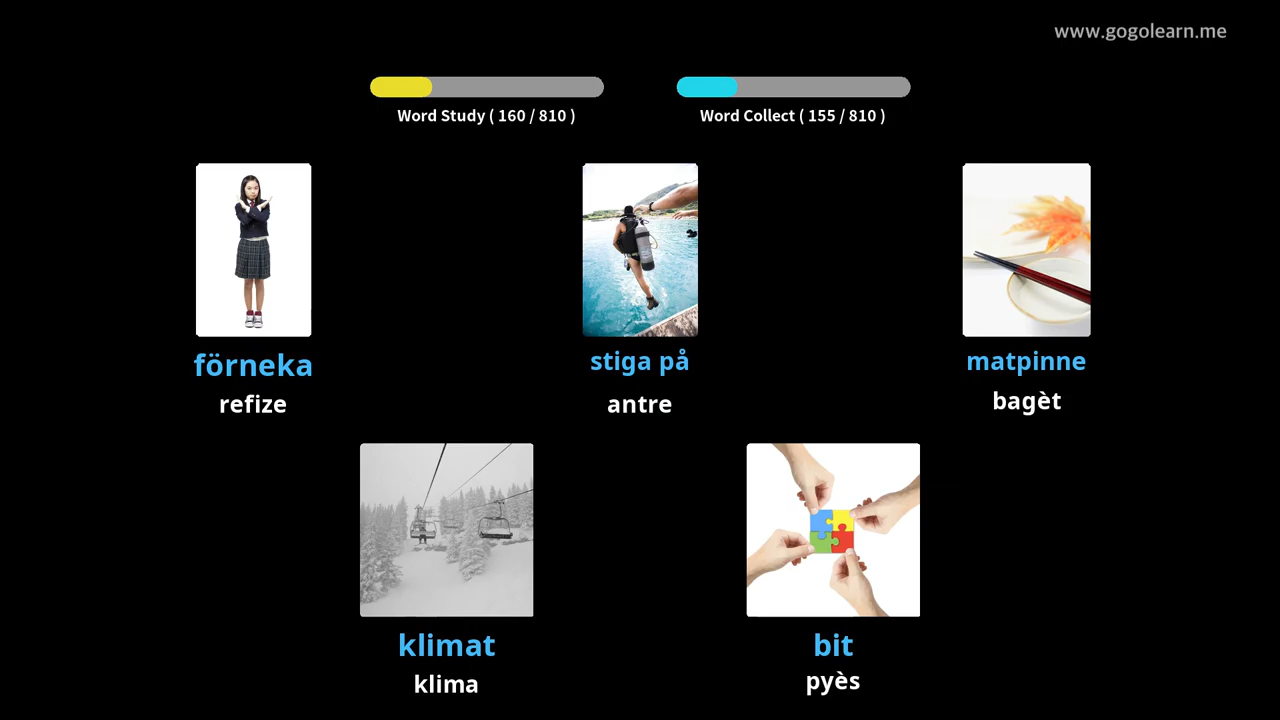 www.gogolearn.me
Word Study ( 160 / 810 )
Word Collect ( 155 / 810 )
förneka
refize
stiga på
antre
matpinne
bagèt
klimat
klima
bit
pyès